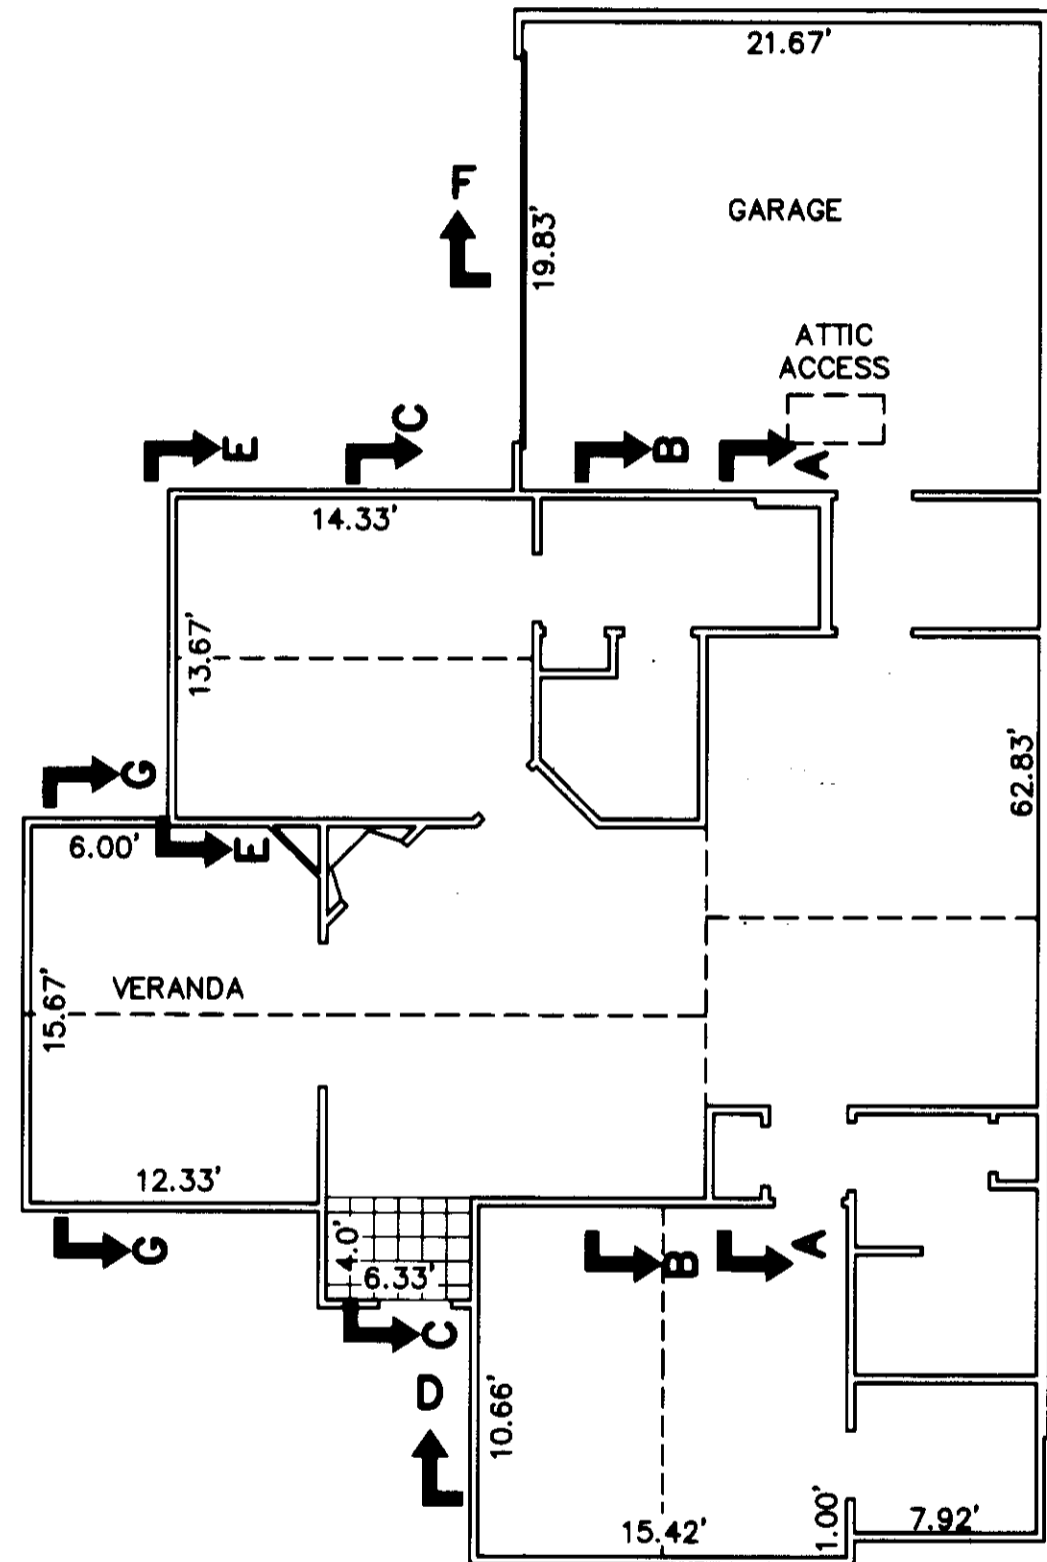 21.67'
F
GARAGE
19.83'
ATTIC
ACCESS
E
C
B
A
14.33'
13.67'
G
6.00'
E
62.83'
VERANDA
15.67'
12.33'
G
4.0'
6.33'
B
A
C
D
10.66'
15.42'
1.00'
7.92'